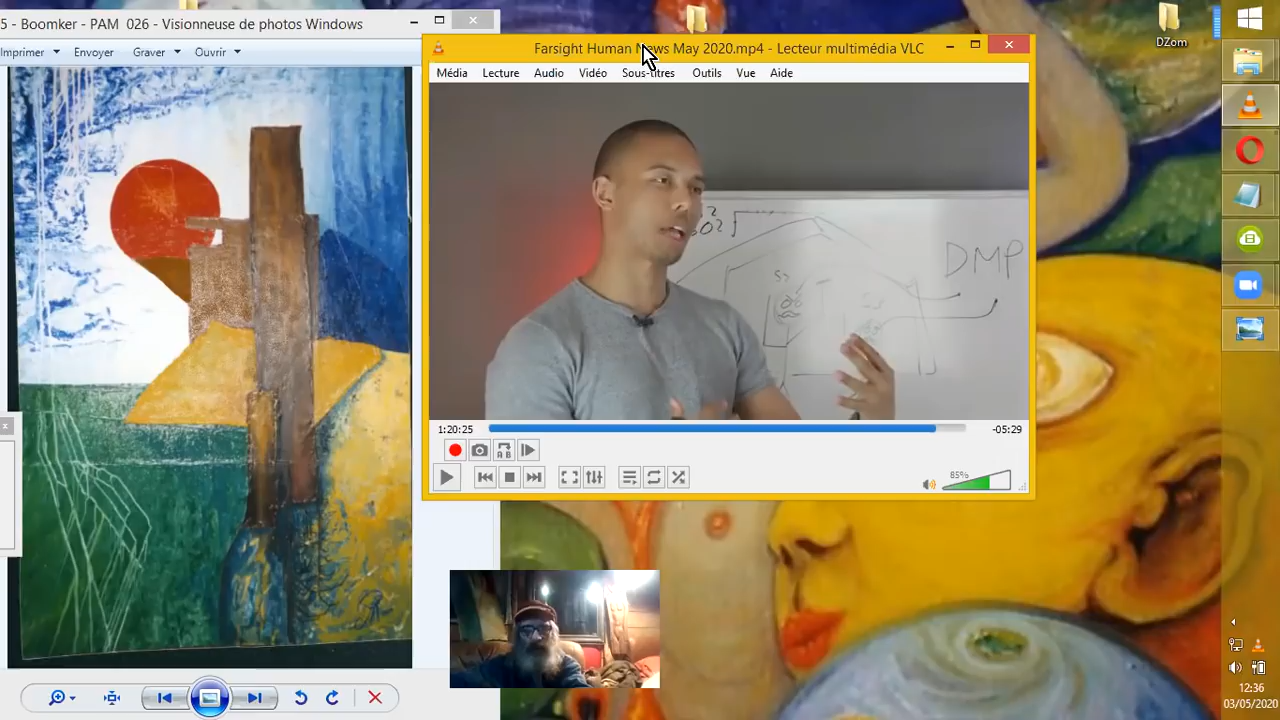 5 - Boomker - PAM  026 - Visionneuse de photos Windows
Imprimer Envoyer Graver Ouvrir
Farsight Human News May 2020.mp4 - Lecteur multimédia VLC
Média Lecture Audio Vidéo Sous-titres Outils Vue Aide
DMP
1:20:25 -05:29
85%
DZom
12:36
03/05/2020